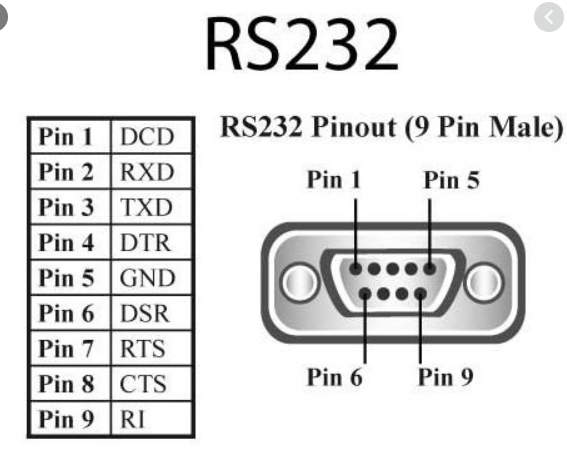 RS232
RS232 Pinout (9 Pin Male)
Pin 1 DCD
Pin 2 RXD
Pin 3 TXD
Pin 4 DTR
Pin 5 GND
Pin 6 DSR
Pin 7 RTS
Pin 8 CTS
Pin 9 RI
Pin 1 Pin 5
Pin 6 Pin 9